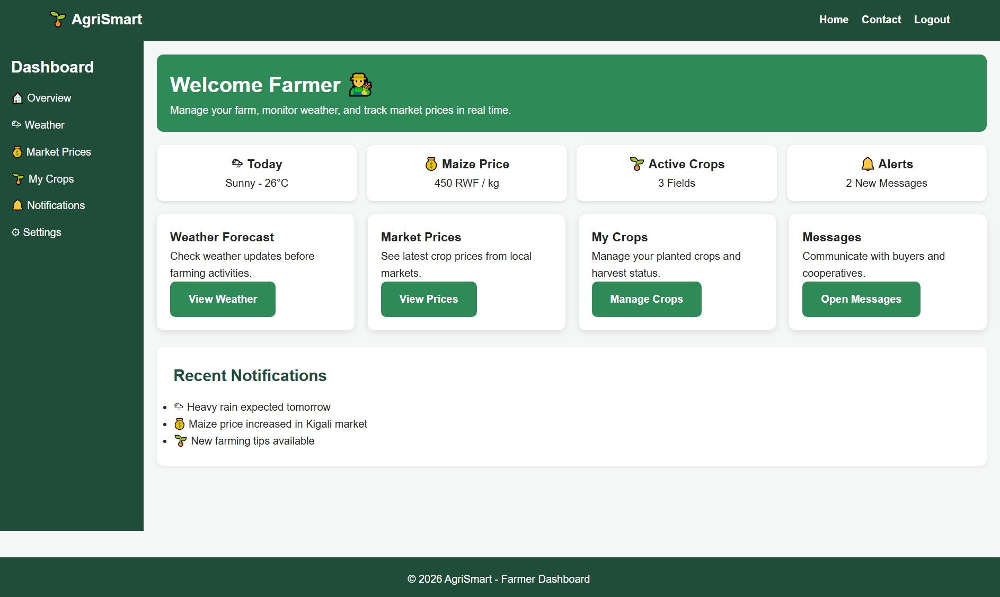 🌱 AgriSmart
Home Contact Logout
Dashboard
🏠 Overview
🌧 Weather
💰 Market Prices
🌱 My Crops
🔔 Notifications
⚙ Settings
Welcome Farmer 👨‍🌾
Manage your farm, monitor weather, and track market prices in real time.
🌧 Today
Sunny - 26°C
💰 Maize Price
450 RWF / kg
🌱 Active Crops
3 Fields
🔔 Alerts
2 New Messages
Weather Forecast
Check weather updates before
farming activities.
View Weather
Market Prices
See latest crop prices from local
markets.
View Prices
My Crops
Manage your planted crops and
harvest status.
Manage Crops
Messages
Communicate with buyers and
cooperatives.
Open Messages
Recent Notifications
• 🌧 Heavy rain expected tomorrow
• 💰 Maize price increased in Kigali market
• 🌱 New farming tips available
© 2026 AgriSmart - Farmer Dashboard